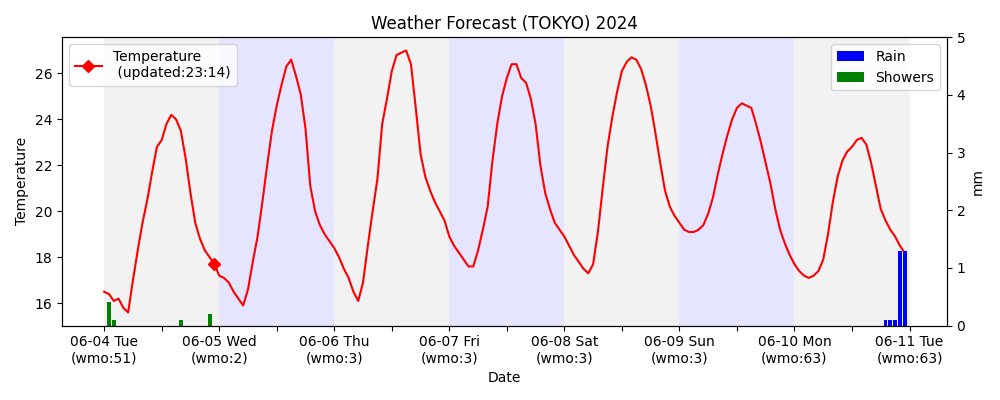 Weather Forecast (TOKYO) 2024
Temperature
(updated:23:14)
Rain
Showers
Temperature
26
24
22
20
18
16
5
4
3
2
1
0
mm
06-04 Tue
(wmo:51)
06-05 Wed
(wmo:2)
06-06 Thu
(wmo:3)
06-07 Fri
(wmo:3)
06-08 Sat
(wmo:3)
06-09 Sun
(wmo:3)
06-10 Mon
(wmo:63)
06-11 Tue
(wmo:63)
Date